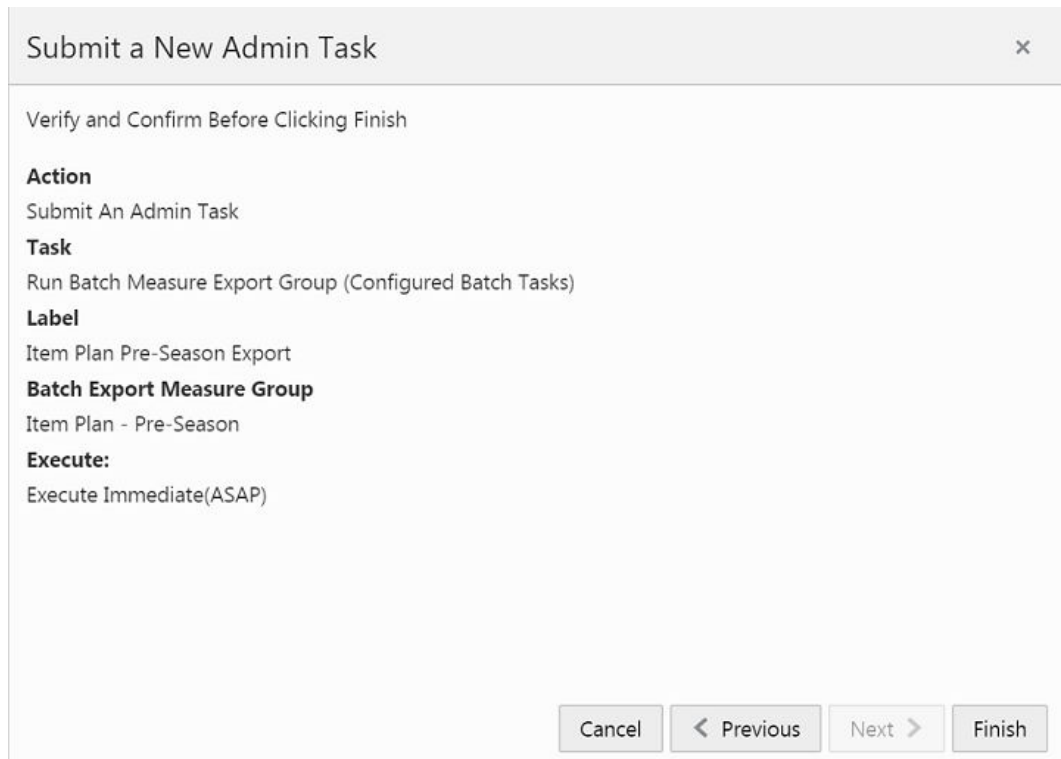 Submit a New Admin Task
Verify and Confirm Before Clicking Finish
Action
Submit An Admin Task
Task
Run Batch Measure Export Group (Configured Batch Tasks)
Label
Item Plan Pre-Season Export
Batch Export Measure Group
Item Plan - Pre-Season
Execute:
Execute Immediate(ASAP)
Cancel
Previous
Next
Finish